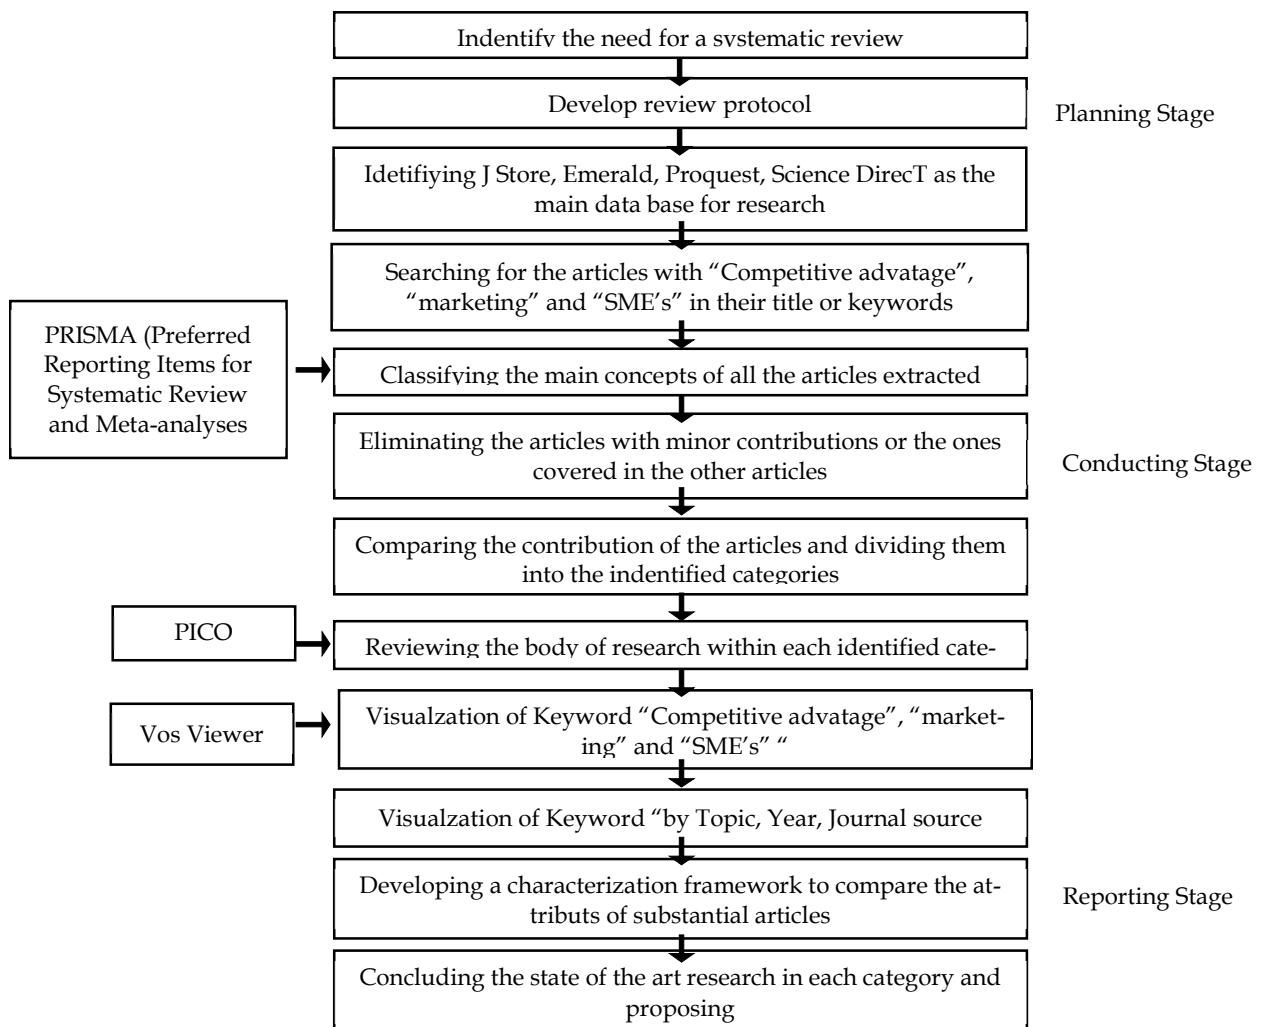 Indentify the need for a systematic review
Develop review protocol
Planning Stage
Idetifiying J Store, Emerald, Proquest, Science DirecT as the
main data base for research
Searching for the articles with “Competitive advatage”,
“marketing” and “SME’s” in their title or keywords
PRISMA (Preferred
Reporting Items for
Systematic Review
and Meta-analyses
Classifying the main concepts of all the articles extracted
Eliminating the articles with minor contributions or the ones
covered in the other articles
Conducting Stage
Comparing the contribution of the articles and dividing them
into the indentified categories
PICO
Reviewing the body of research within each identified cate-
Vos Viewer
Visualzation of Keyword “Competitive advatage”, “market-
ing” and “SME’s” “
Visualzation of Keyword “by Topic, Year, Journal source
Developing a characterization framework to compare the at-
tributs of substantial articles
Reporting Stage
Concluding the state of the art research in each category and
proposing